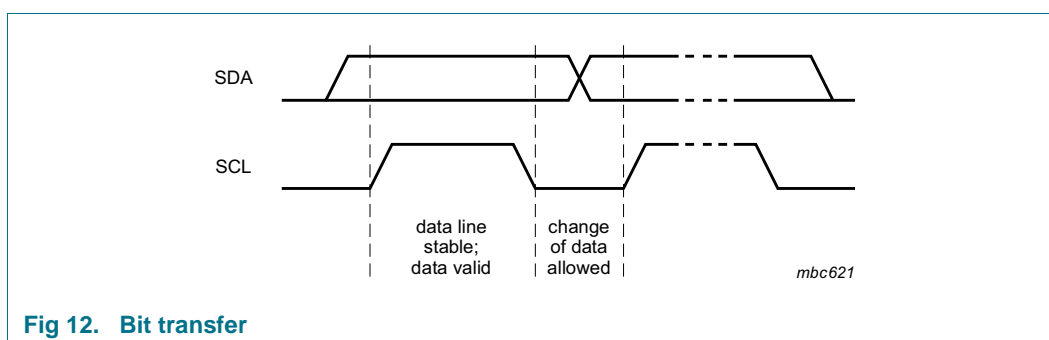 SDA
SCL
data line
stable;
data valid
change
of data
allowed
mbc621
Fig 12. Bit transfer